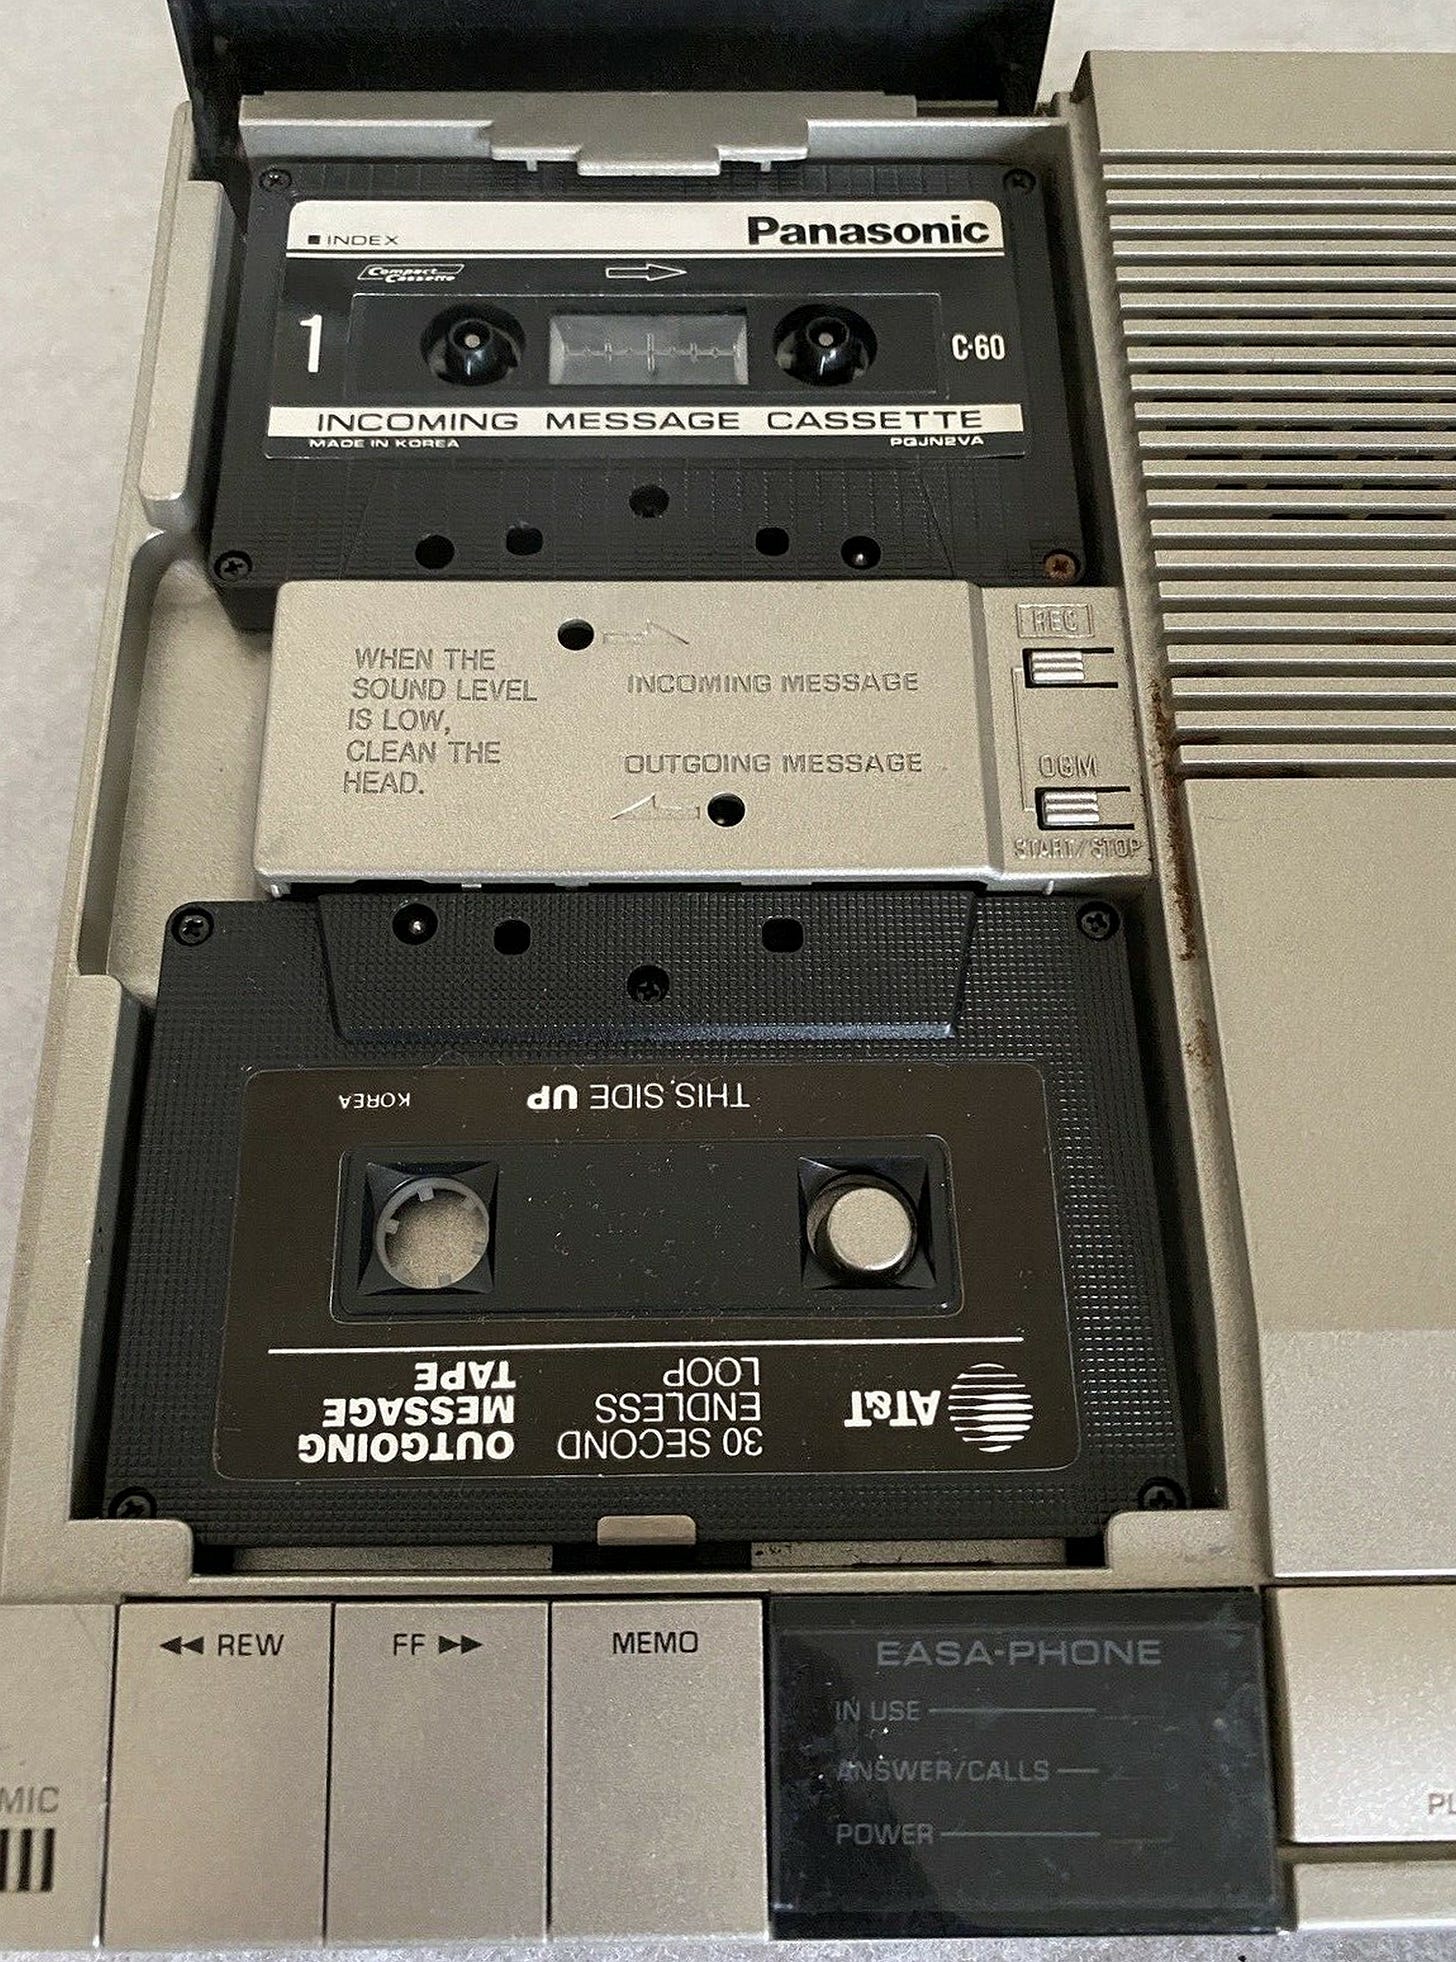 ■ INDEX Panasonic
Compact Cassette
1 C·60
INCOMING MESSAGE CASSETTE
MADE IN KOREA PQJN2VA
WHEN THE
SOUND LEVEL
IS LOW,
CLEAN THE
HEAD.
INCOMING MESSAGE
OUTGOING MESSAGE
REC
OGM
START/STOP
THIS SIDE UP KOREA
AT&T
30 SECOND
ENDLESS
LOOP
OUTGOING
MESSAGE
TAPE
◀◀ REW
FF ▶▶
MEMO
EASA-PHONE
IN USE
ANSWER/CALLS
POWER
MIC